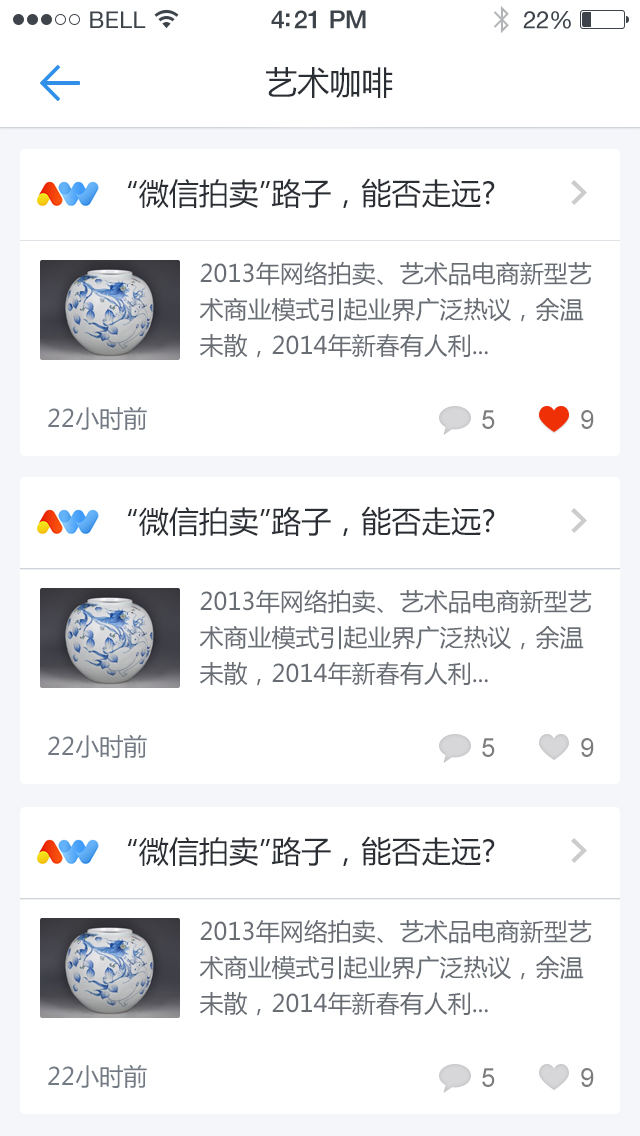 BELL 4:21 PM 22%
艺术咖啡
AW “微信拍卖”路子，能否走远?
2013年网络拍卖、艺术品电商新型艺
术商业模式引起业界广泛热议，余温
未散，2014年新春有人利...
22小时前 5 9
AW “微信拍卖”路子，能否走远?
2013年网络拍卖、艺术品电商新型艺
术商业模式引起业界广泛热议，余温
未散，2014年新春有人利...
22小时前 5 9
AW “微信拍卖”路子，能否走远?
2013年网络拍卖、艺术品电商新型艺
术商业模式引起业界广泛热议，余温
未散，2014年新春有人利...
22小时前 5 9